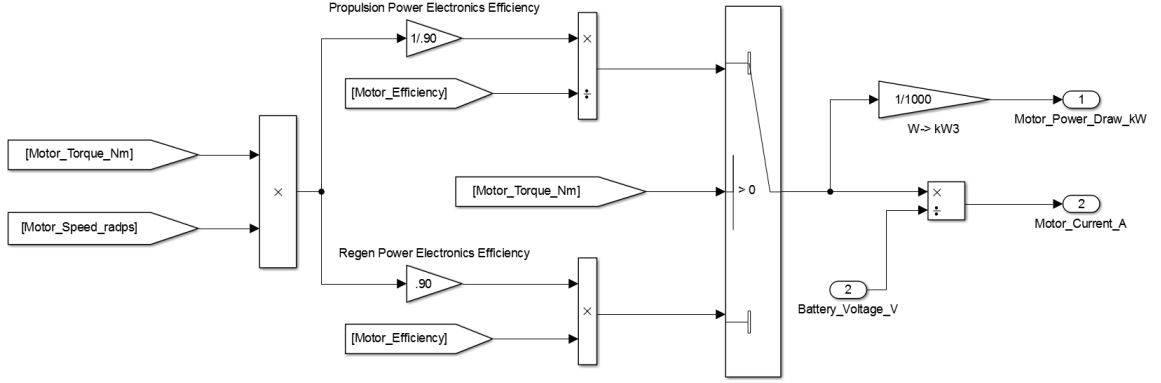 Propulsion Power Electronics Efficiency
1/.90
×
[Motor_Efficiency]
÷
1/1000
W-> kW3
1
Motor_Power_Draw_kW
[Motor_Torque_Nm]
×
[Motor_Speed_radps]
[Motor_Torque_Nm]
> 0
×
÷
2
Motor_Current_A
Regen Power Electronics Efficiency
.90
×
[Motor_Efficiency]
2
Battery_Voltage_V